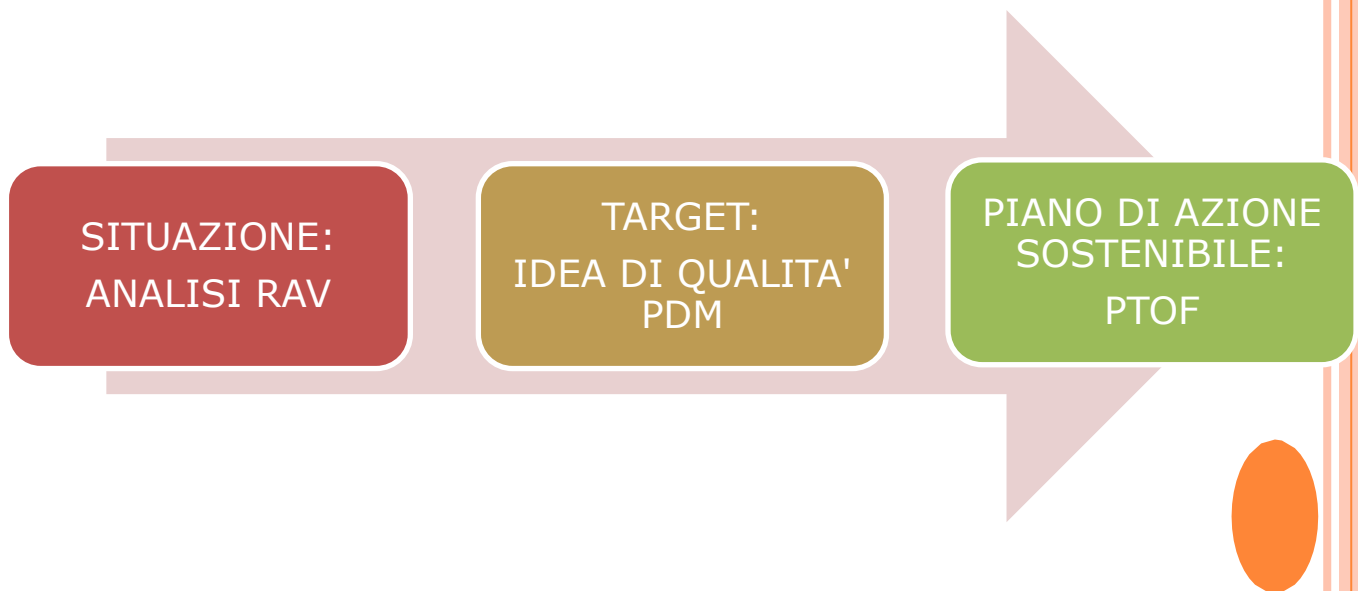 SITUAZIONE:
ANALISI RAV
TARGET:
IDEA DI QUALITA'
PDM
PIANO DI AZIONE
SOSTENIBILE:
PTOF